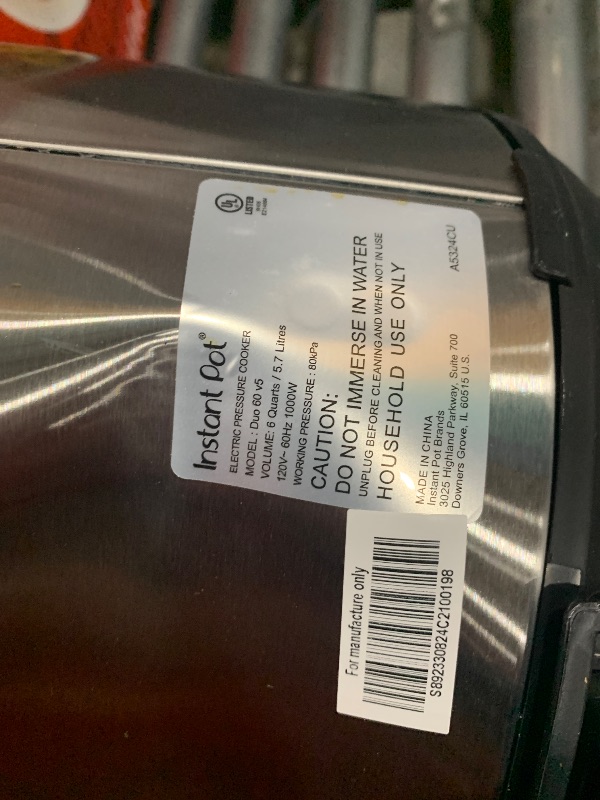 Instant Pot®
ELECTRIC PRESSURE COOKER
MODEL : Duo 60 v5
VOLUME: 6 Quarts / 5.7 Litres
120V~ 60Hz 1000W
WORKING PRESSURE : 80kPa
CAUTION:
DO NOT IMMERSE IN WATER
UNPLUG BEFORE CLEANING AND WHEN NOT IN USE
HOUSEHOLD USE ONLY
MADE IN CHINA
Instant Pot Brands
3025 Highland Parkway, Suite 700
Downers Grove, IL 60515 U.S.
A5324CU
UL
LISTED
For manufacture only
S892330824C2100198